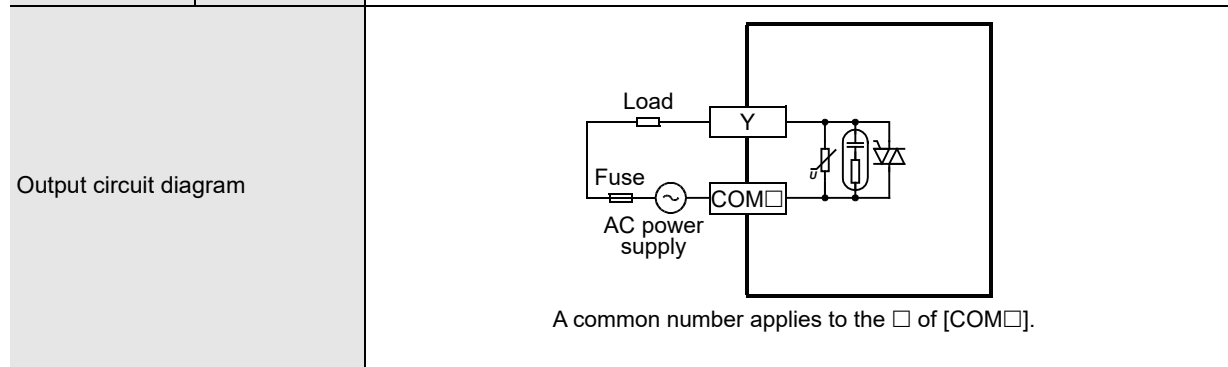 Output circuit diagram
Load
Y
Fuse
COM□
AC power
supply
U
A common number applies to the □ of [COM□].